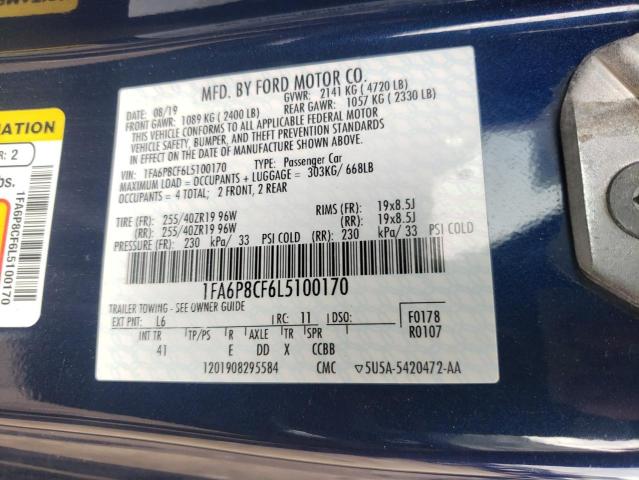 MFD. BY FORD MOTOR CO.
DATE: 08/19 GVWR: 2141 KG ( 4720 LB)
FRONT GAWR: 1089 KG ( 2400 LB) REAR GAWR: 1057 KG ( 2330 LB)
THIS VEHICLE CONFORMS TO ALL APPLICABLE FEDERAL MOTOR
VEHICLE SAFETY, BUMPER, AND THEFT PREVENTION STANDARDS
IN EFFECT ON THE DATE OF MANUFACTURE SHOWN ABOVE.
VIN: 1FA6P8CF6L5100170 TYPE: Passenger Car
MAXIMUM LOAD = OCCUPANTS + LUGGAGE = 303KG/ 668LB
OCCUPANTS = 4 TOTAL; 2 FRONT, 2 REAR
TIRE (FR): 255/40ZR19 96W RIMS (FR): 19x8.5J
(RR): 255/40ZR19 96W (RR): 19x8.5J
PRESSURE (FR): 230 kPa/ 33 PSI COLD (RR): 230 kPa/ 33 PSI COLD
1FA6P8CF6L5100170
TRAILER TOWING - SEE OWNER GUIDE
EXT PNT: L6 RC: 11 DSO: F0178
R0107
INT TR TP/PS R AXLE TR SPR
41 E DD X CCBB
1201908295584 CMC ▽5U5A-5420472-AA
MATION
R: 2
bs.
1FA6P8CF6L5100170